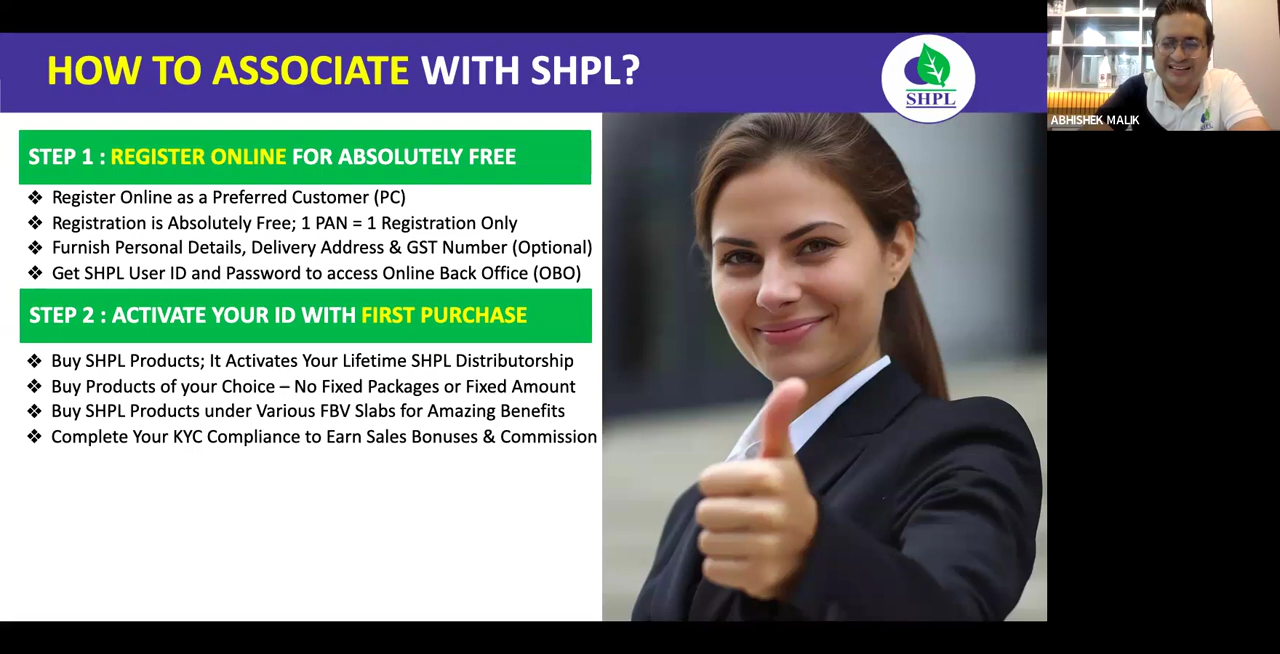 HOW TO ASSOCIATE WITH SHPL?
SHPL
ABHISHEK MALIK
STEP 1 : REGISTER ONLINE FOR ABSOLUTELY FREE
❖ Register Online as a Preferred Customer (PC)
❖ Registration is Absolutely Free; 1 PAN = 1 Registration Only
❖ Furnish Personal Details, Delivery Address & GST Number (Optional)
❖ Get SHPL User ID and Password to access Online Back Office (OBO)
STEP 2 : ACTIVATE YOUR ID WITH FIRST PURCHASE
❖ Buy SHPL Products; It Activates Your Lifetime SHPL Distributorship
❖ Buy Products of your Choice – No Fixed Packages or Fixed Amount
❖ Buy SHPL Products under Various FBV Slabs for Amazing Benefits
❖ Complete Your KYC Compliance to Earn Sales Bonuses & Commission